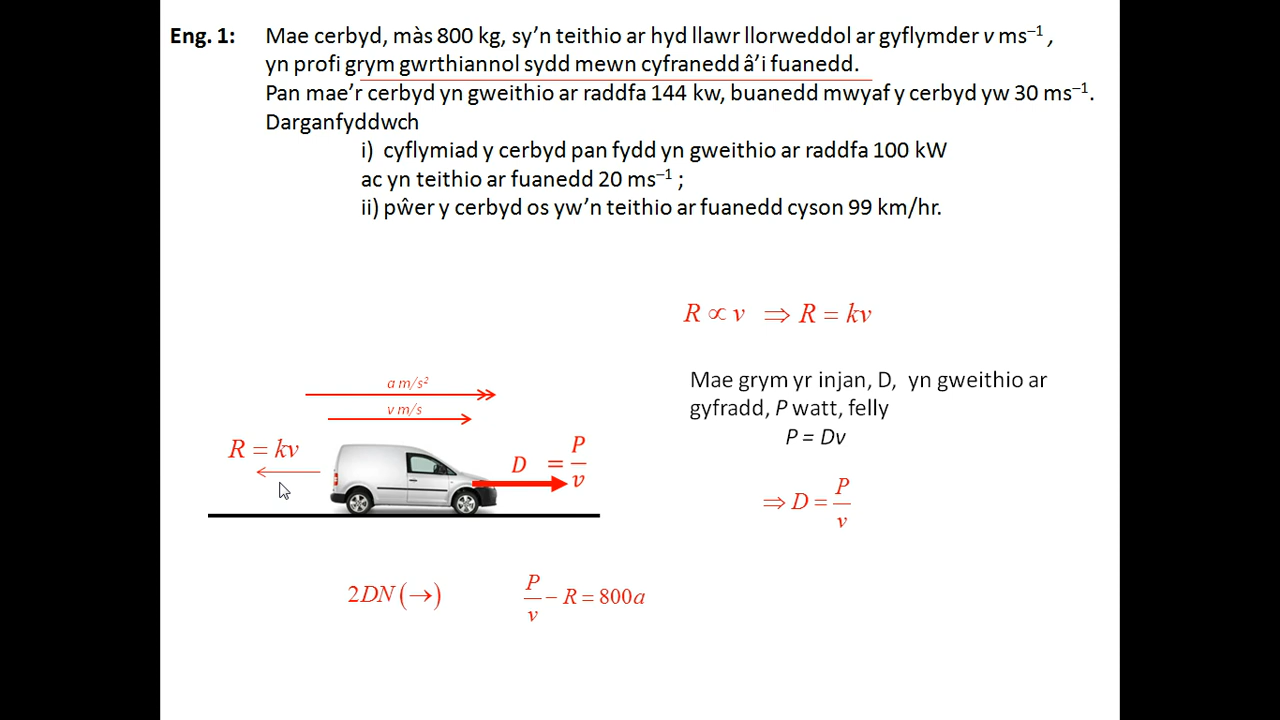 Eng. 1: Mae cerbyd, màs 800 kg, sy’n teithio ar hyd llawr llorweddol ar gyflymder v ms⁻¹ ,
yn profi grym gwrthiannol sydd mewn cyfranedd â’i fuanedd.
Pan mae’r cerbyd yn gweithio ar raddfa 144 kw, buanedd mwyaf y cerbyd yw 30 ms⁻¹.
Darganfyddwch
i) cyflymiad y cerbyd pan fydd yn gweithio ar raddfa 100 kW
ac yn teithio ar fuanedd 20 ms⁻¹ ;
ii) pŵer y cerbyd os yw’n teithio ar fuanedd cyson 99 km/hr.
R ∝ v ⇒ R = kv
Mae grym yr injan, D, yn gweithio ar
gyfradd, P watt, felly
P = Dv
⇒ D = P/v
a m/s²
v m/s
R = kv
D = P/v
2DN(→) P/v − R = 800a